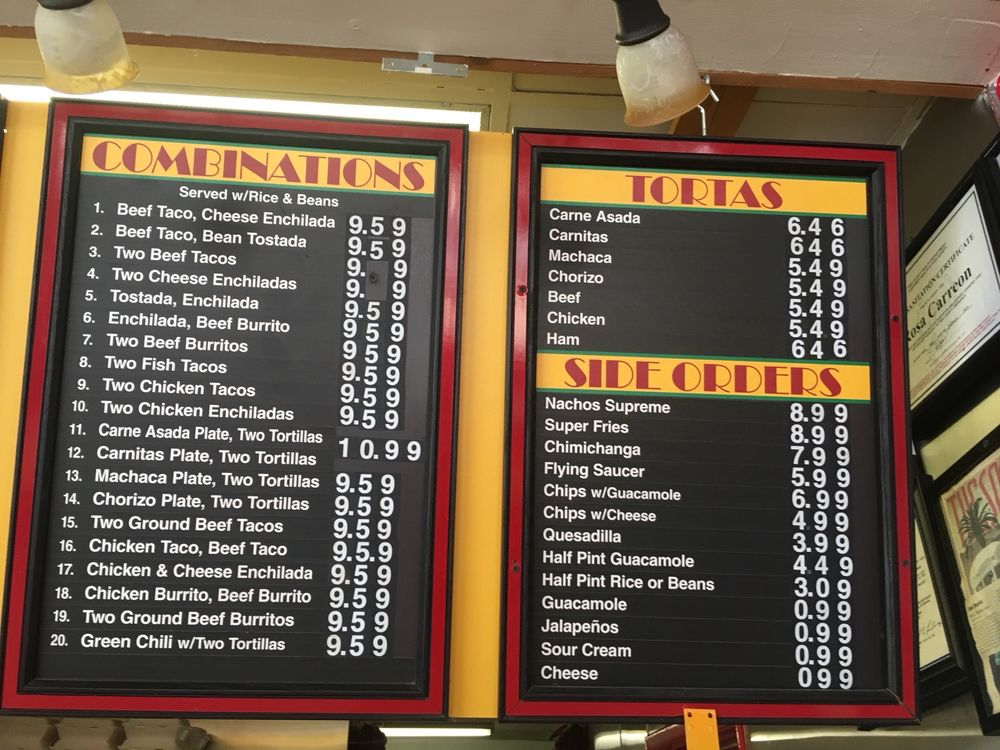 COMBINATIONS
Served w/Rice & Beans
1. Beef Taco, Cheese Enchilada 9.59
2. Beef Taco, Bean Tostada 9.59
3. Two Beef Tacos 9. 9
4. Two Cheese Enchiladas 9. 9
5. Tostada, Enchilada 9.59
6. Enchilada, Beef Burrito 9 59
7. Two Beef Burritos 9.59
8. Two Fish Tacos 9.59
9. Two Chicken Tacos 9.59
10. Two Chicken Enchiladas 9.59
11. Carne Asada Plate, Two Tortillas
10.99
12. Carnitas Plate, Two Tortillas
13. Machaca Plate, Two Tortillas 9.59
14. Chorizo Plate, Two Tortillas 9.59
15. Two Ground Beef Tacos 9.59
16. Chicken Taco, Beef Taco 9.5.9
17. Chicken & Cheese Enchilada 9.59
18. Chicken Burrito, Beef Burrito 9.59
19. Two Ground Beef Burritos 9.59
20. Green Chili w/Two Tortillas 9.59
TORTAS
Carne Asada 6.46
Carnitas 646
Machaca 5.49
Chorizo 5.49
Beef 5.49
Chicken 5.49
Ham 646
SIDE ORDERS
Nachos Supreme 8.99
Super Fries 8.99
Chimichanga 7.99
Flying Saucer 5.99
Chips w/Guacamole 6.99
Chips w/Cheese 4.99
Quesadilla 3.99
Half Pint Guacamole 4.49
Half Pint Rice or Beans 3.09
Guacamole 0.99
Jalapeños 0.99
Sour Cream 0.99
Cheese 099
Rosa Carreon